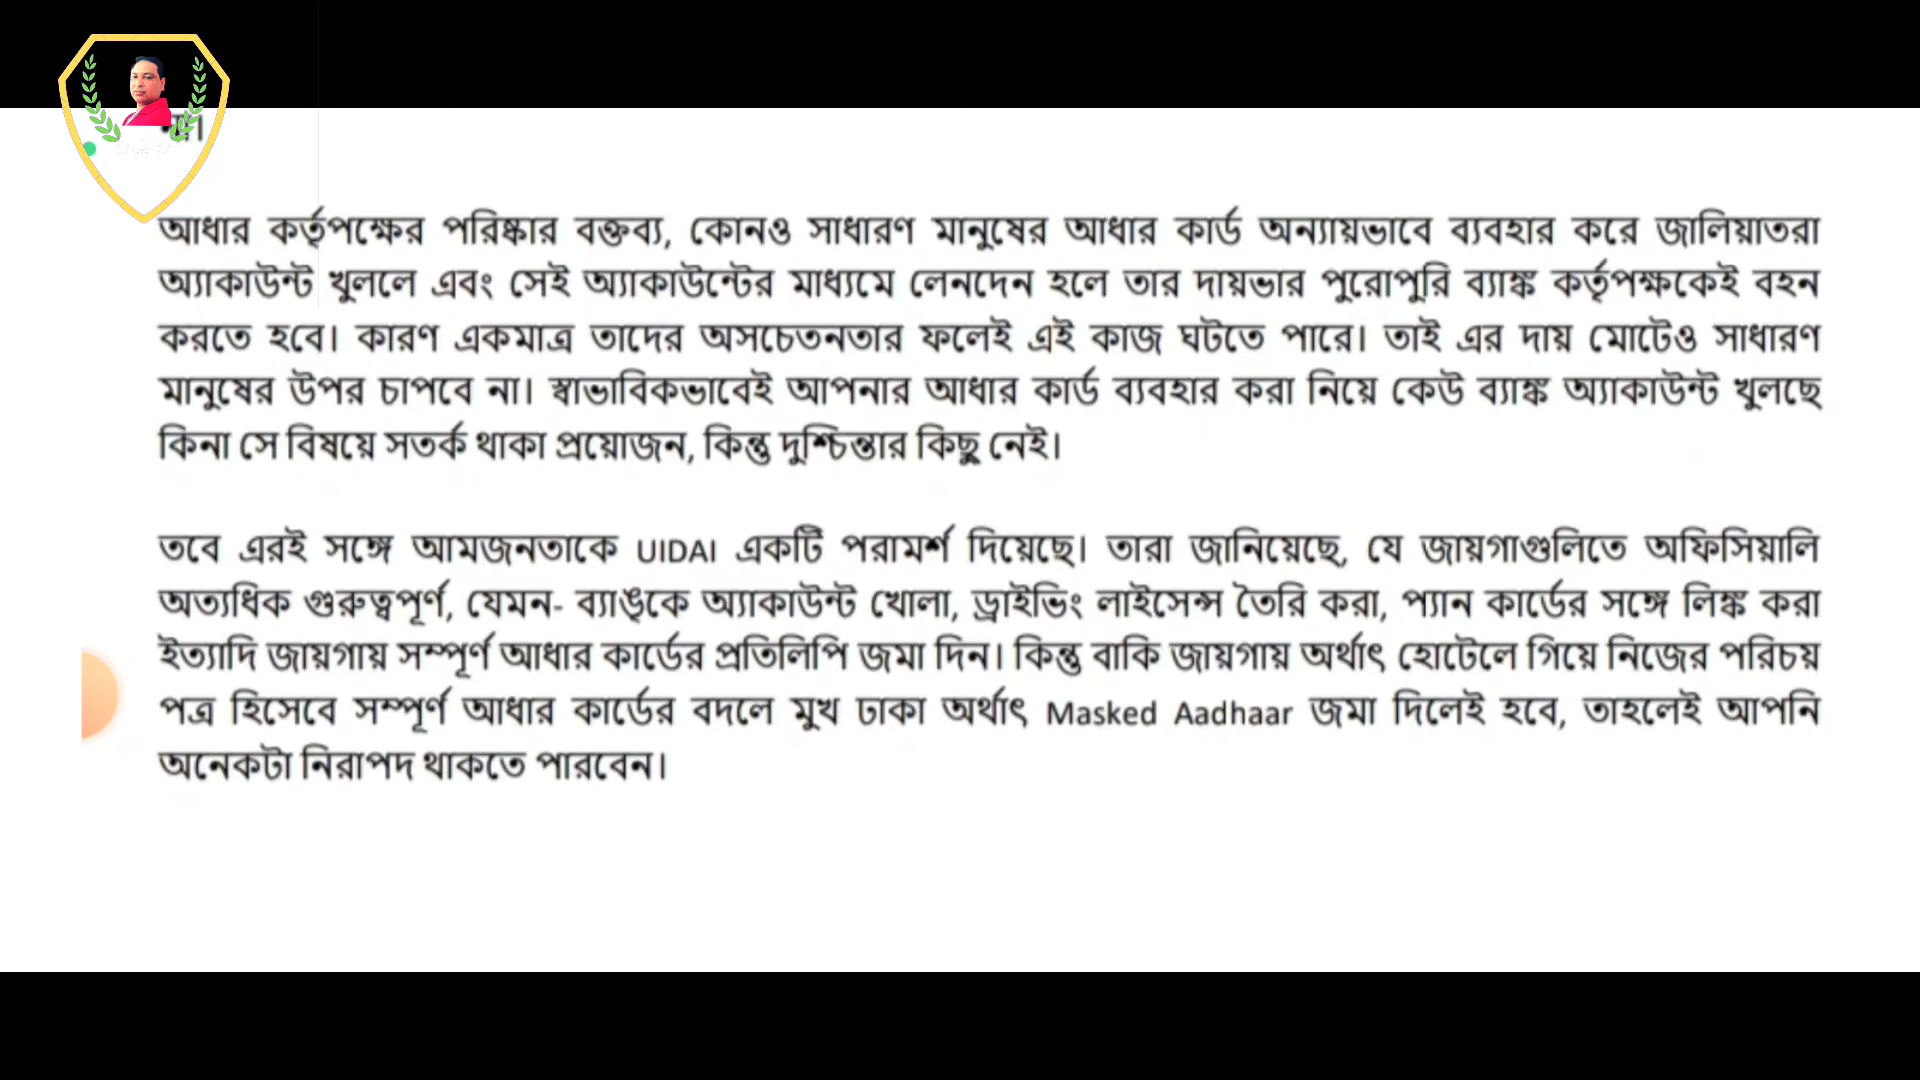 আধার কর্তৃপক্ষের পরিষ্কার বক্তব্য, কোনও সাধারণ মানুষের আধার কার্ড অন্যায়ভাবে ব্যবহার করে জালিয়াতরা
অ্যাকাউন্ট খুললে এবং সেই অ্যাকাউন্টের মাধ্যমে লেনদেন হলে তার দায়ভার পুরোপুরি ব্যাঙ্ক কর্তৃপক্ষকেই বহন
করতে হবে। কারণ একমাত্র তাদের অসচেতনতার ফলেই এই কাজ ঘটতে পারে। তাই এর দায় মোটেও সাধারণ
মানুষের উপর চাপবে না। স্বাভাবিকভাবেই আপনার আধার কার্ড ব্যবহার করা নিয়ে কেউ ব্যাঙ্ক অ্যাকাউন্ট খুলছে
কিনা সে বিষয়ে সতর্ক থাকা প্রয়োজন, কিন্তু দুশ্চিন্তার কিছু নেই।
তবে এরই সঙ্গে আমজনতাকে UIDAI একটি পরামর্শ দিয়েছে। তারা জানিয়েছে, যে জায়গাগুলিতে অফিসিয়ালি
অত্যধিক গুরুত্বপূর্ণ, যেমন- ব্যাঙ্কে অ্যাকাউন্ট খোলা, ড্রাইভিং লাইসেন্স তৈরি করা, প্যান কার্ডের সঙ্গে লিঙ্ক করা
ইত্যাদি জায়গায় সম্পূর্ণ আধার কার্ডের প্রতিলিপি জমা দিন। কিন্তু বাকি জায়গায় অর্থাৎ হোটেলে গিয়ে নিজের পরিচয়
পত্র হিসেবে সম্পূর্ণ আধার কার্ডের বদলে মুখ ঢাকা অর্থাৎ Masked Aadhaar জমা দিলেই হবে, তাহলেই আপনি
অনেকটা নিরাপদ থাকতে পারবেন।